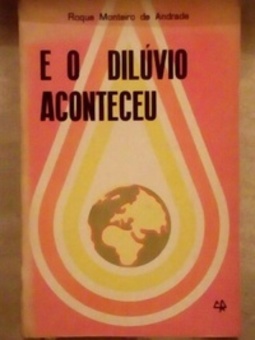 Roque Monteiro de Andrade
E O DILÚVIO
ACONTECEU